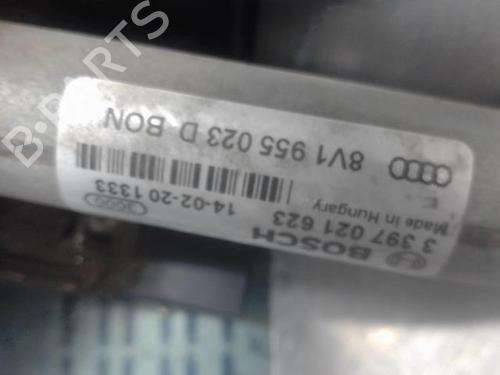 BOSCH
3 397 021 623
Made in Hungary
14-02-20 1333
8V1 955 023 D BON
B-PARTS